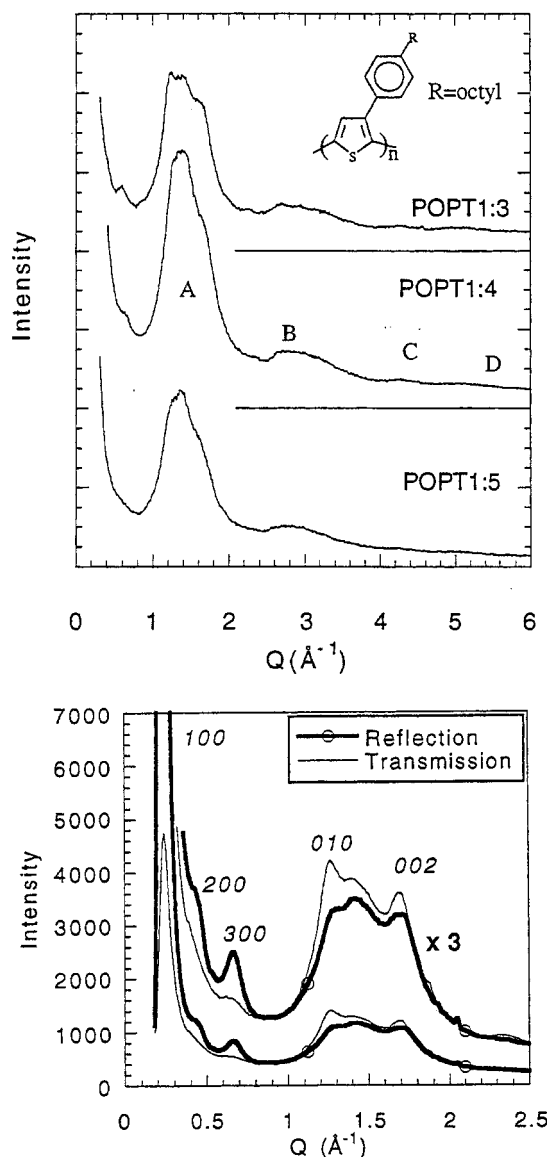 R
R=octyl
S
n
POPT1:3
POPT1:4
A
B
C
D
POPT1:5
Intensity
0 1 2 3 4 5 6
Q (Å⁻¹)
7000
6000
5000
4000
3000
2000
1000
0
Intensity
100
Reflection
Transmission
010
002
200
300
x 3
0 0.5 1 1.5 2 2.5
Q (Å⁻¹)